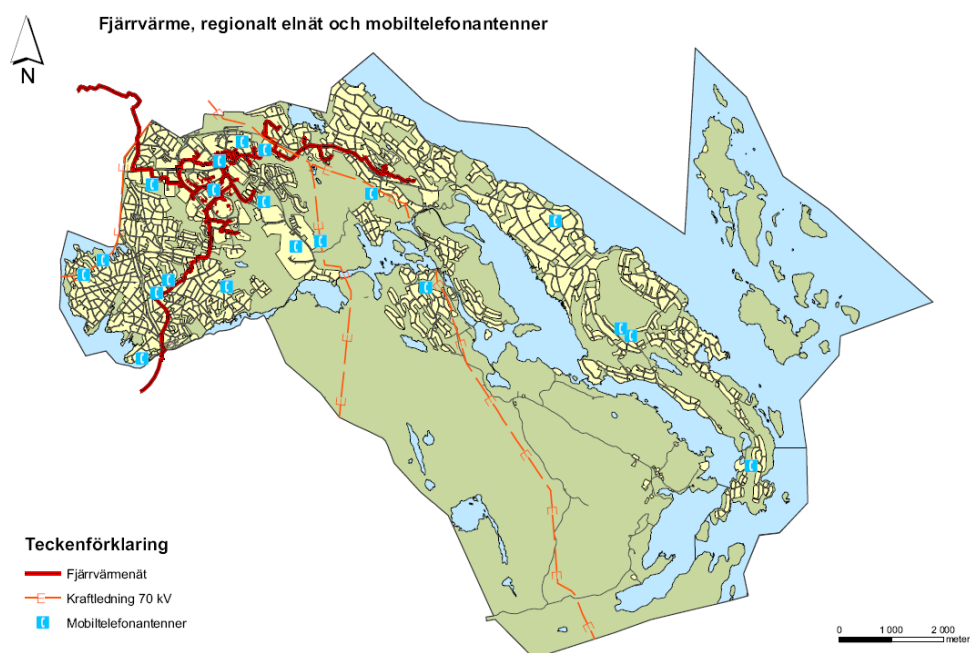 Fjärrvärme, regionalt elnät och mobiltelefonantenner
N
Teckenförklaring
Fjärrvärmenät
Kraftledning 70 kV
Mobiltelefonantenner
0 1 000 2 000
meter